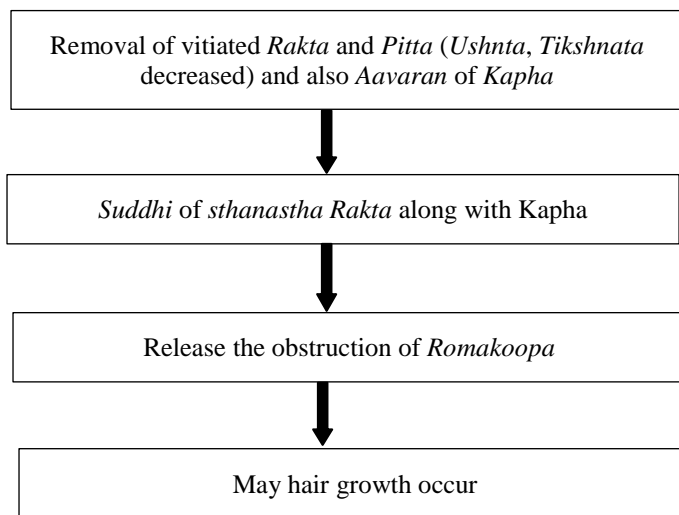 Removal of vitiated Rakta and Pitta (Ushnta, Tikshnata
decreased) and also Aavaran of Kapha
Suddhi of sthanastha Rakta along with Kapha
Release the obstruction of Romakoopa
May hair growth occur